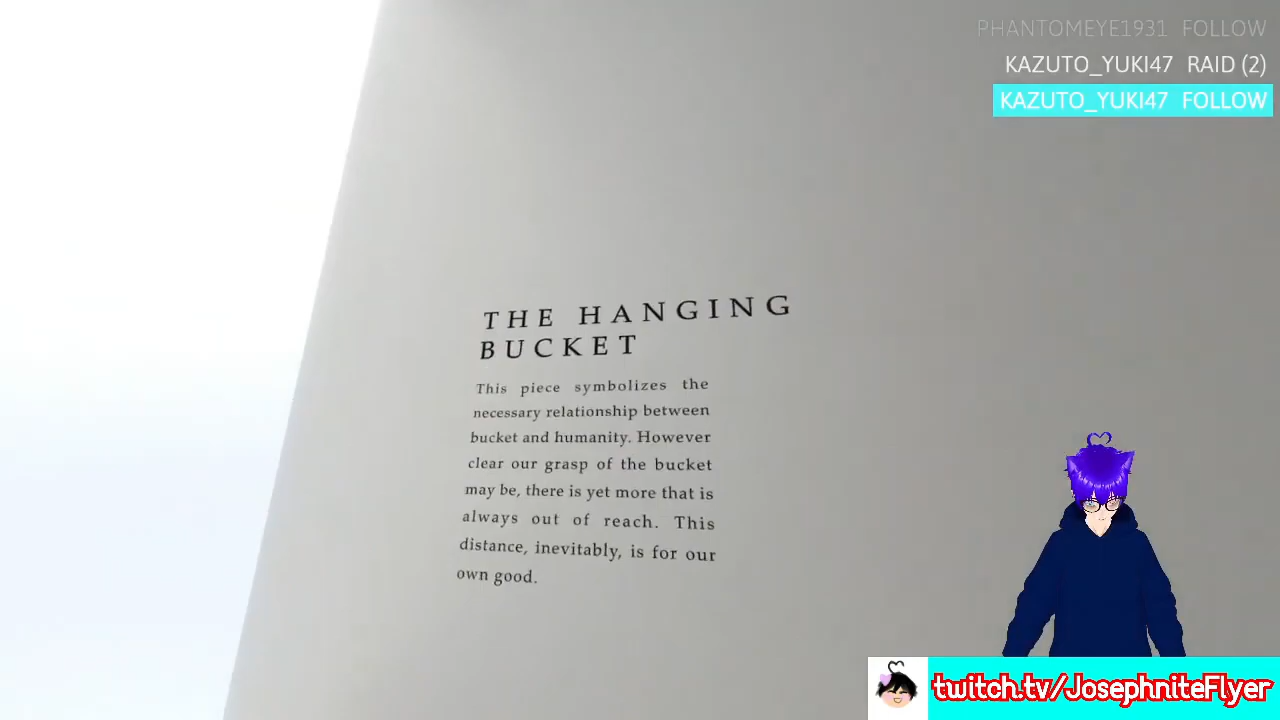 PHANTOMEYE1931 FOLLOW
KAZUTO_YUKI47 RAID (2)
KAZUTO_YUKI47 FOLLOW
THE HANGING
BUCKET
This piece symbolizes the
necessary relationship between
bucket and humanity. However
clear our grasp of the bucket
may be, there is yet more that is
always out of reach. This
distance, inevitably, is for our
own good.
twitch.tv/JosephniteFlyer